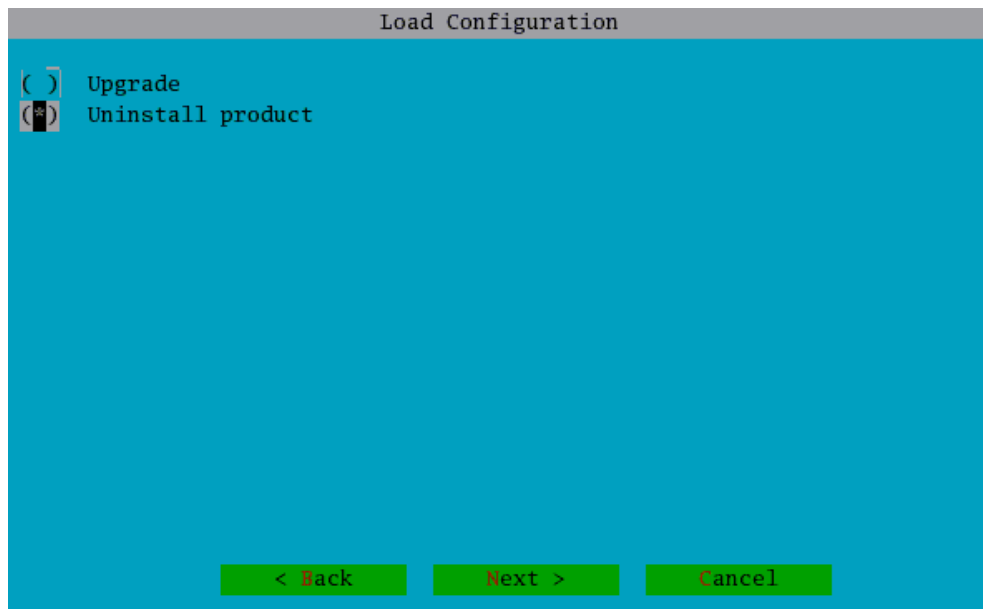 Load Configuration
( ) Upgrade
(*) Uninstall product
< Back Next > Cancel